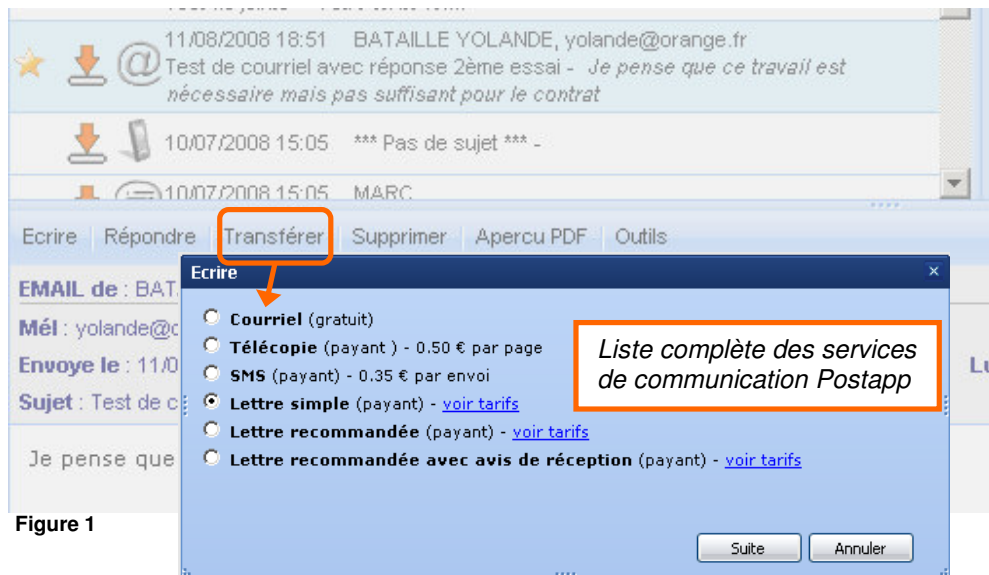 11/08/2008 18:51 BATAILLE YOLANDE, yolande@orange.fr
Test de courriel avec réponse 2ème essai - Je pense que ce travail est
nécessaire mais pas suffisant pour le contrat
10/07/2008 15:05 *** Pas de sujet *** -
10/07/2008 15:05 MARC
Ecrire Répondre Transférer Supprimer Apercu PDF Outils
Ecrire
EMAIL de : BAT
Mél : yolande@
Envoye le : 11/0
Sujet : Test de c
Je pense que
Courriel (gratuit)
Télécopie (payant ) - 0.50 € par page
SMS (payant) - 0.35 € par envoi
Lettre simple (payant) - voir tarifs
Lettre recommandée (payant) - voir tarifs
Lettre recommandée avec avis de réception (payant) - voir tarifs
Liste complète des services
de communication Postapp
Suite Annuler
Figure 1